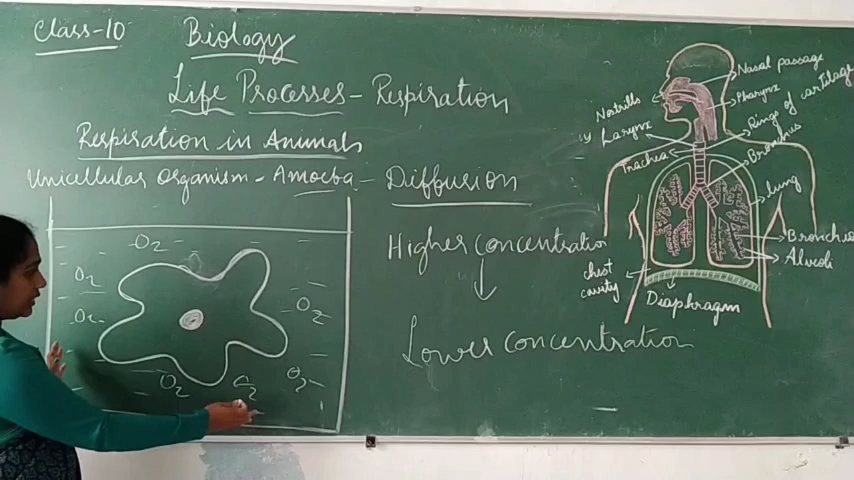 Class-10
Biology
Life Processes - Respiration
Respiration in Animals
Unicellular Organism - Amoeba - Diffusion
Higher Concentration
Lower Concentration
O2
O2
O2
O2
O2
O2
O2
Nasal passage
Pharynx
Rings of cartilage
Nostrills
Larynx
Bronchus
Trachea
lung
Bronchio
Alveoli
chest
cavity
Diaphragm